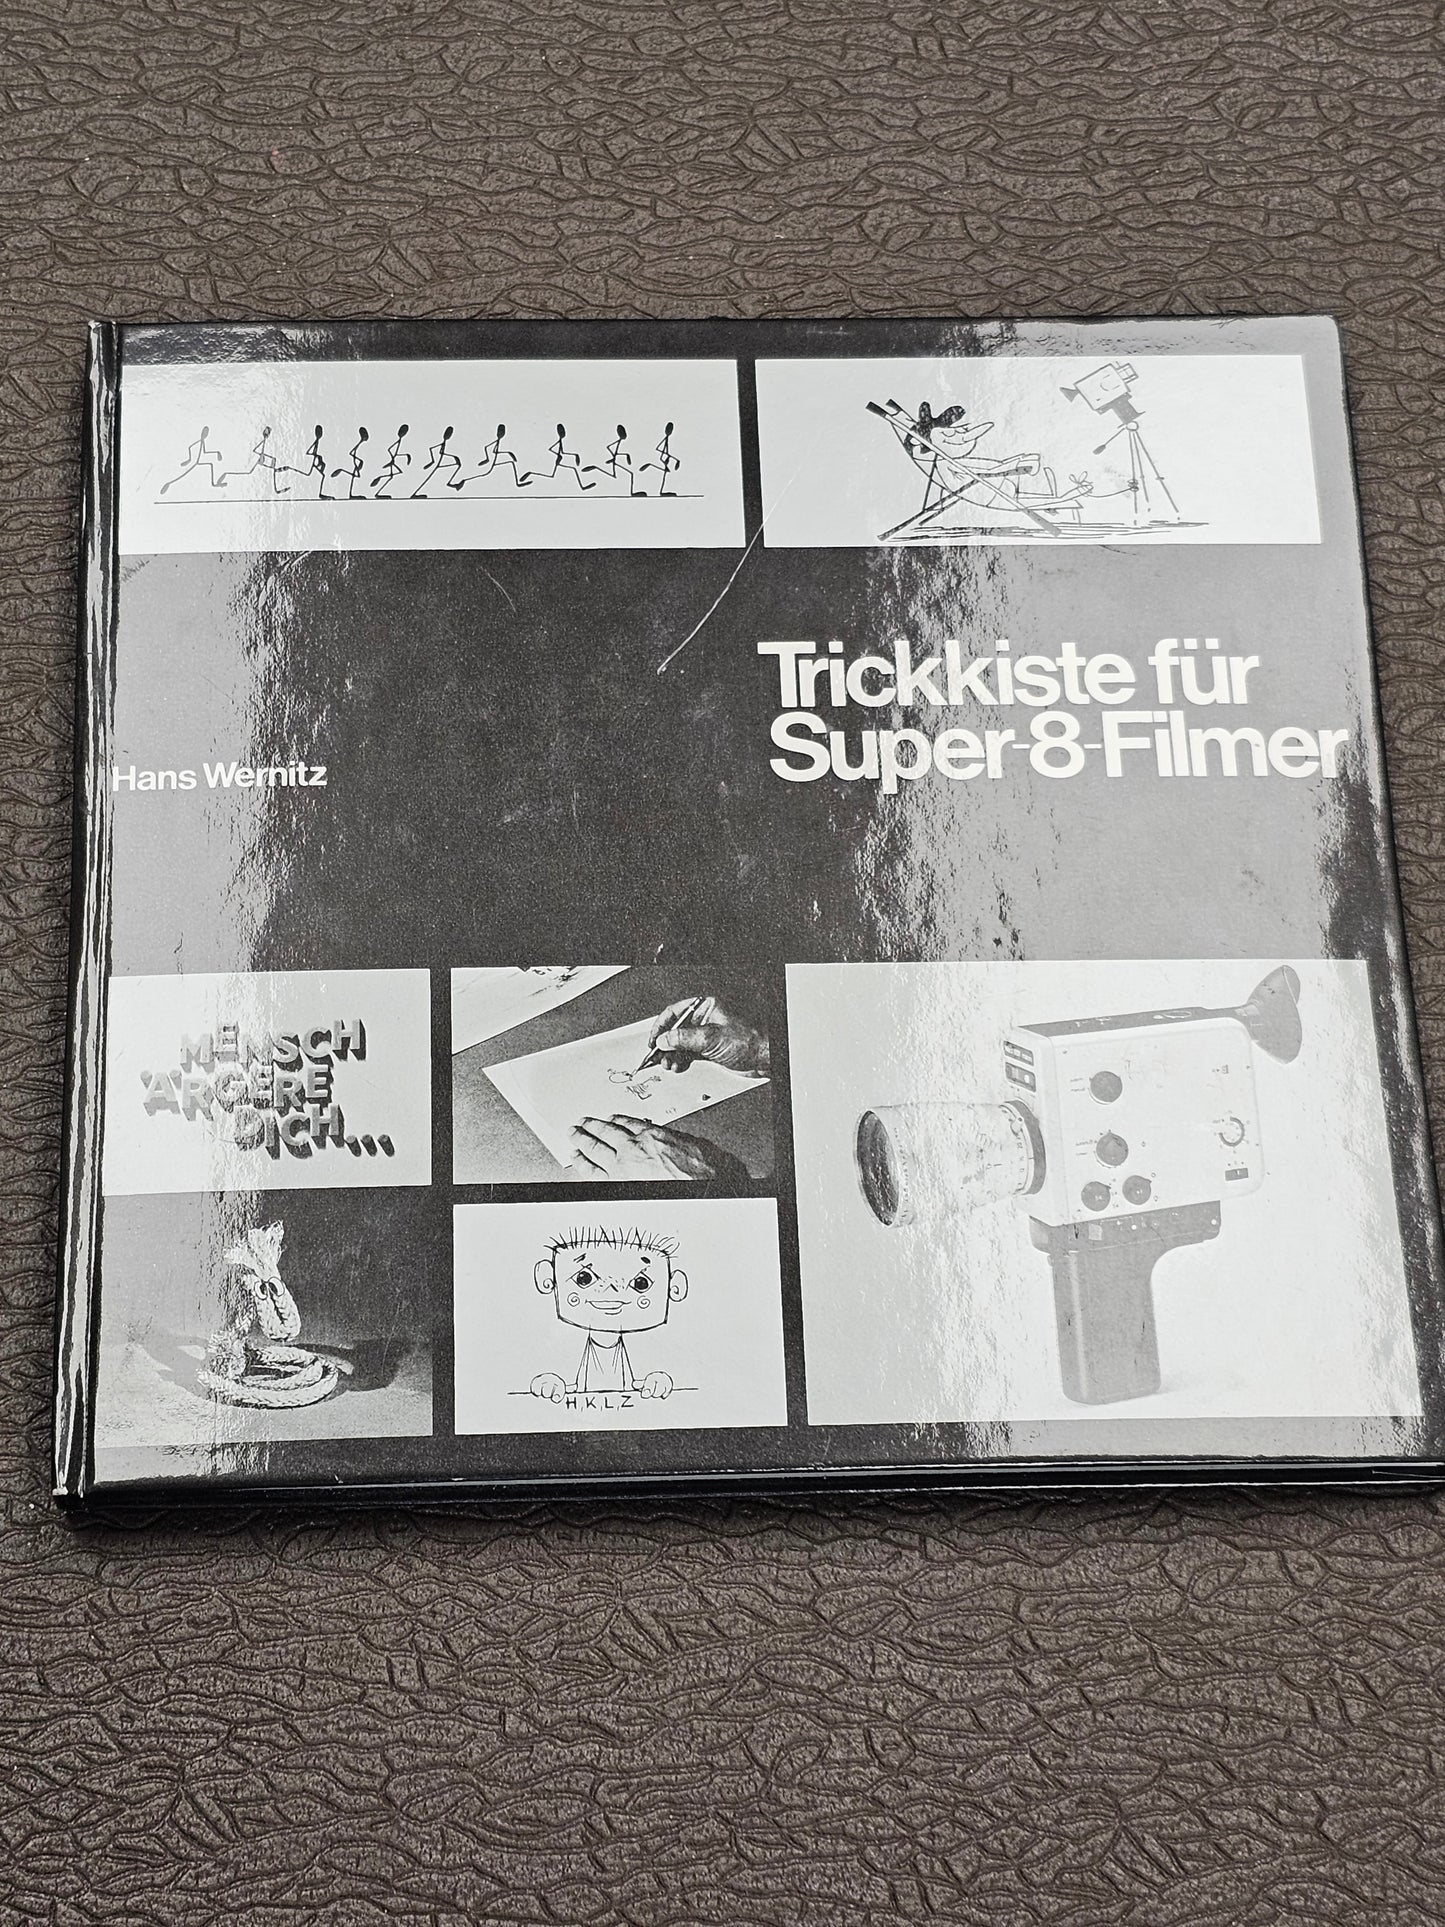 Trickkiste für
Super-8-Filmer
Hans Wernitz
MENSCH
ÄRGERE
DICH...
H,K,L,Z